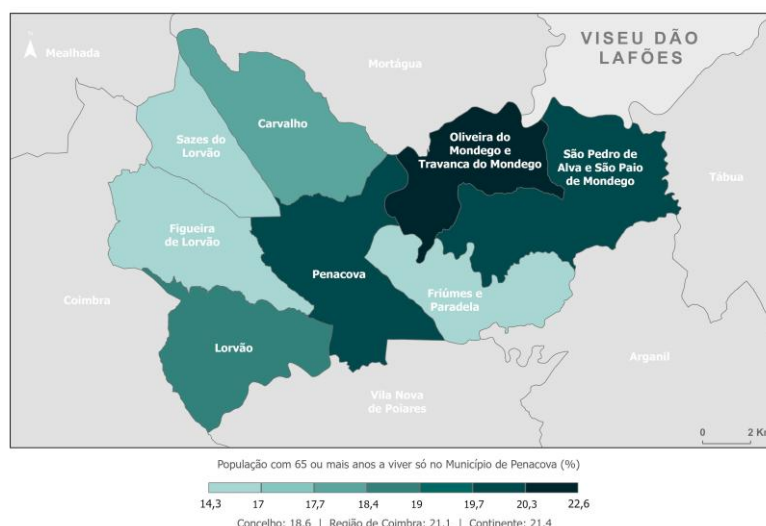 VISEU DÃO
LAFÕES
Mealhada
Mortágua
Carvalho
Sazes do
Lorvão
Oliveira do
Mondego e
Travanca do Mondego
São Pedro de
Alva e São Paio
de Mondego
Tábua
Figueira
de Lorvão
Penacova
Friúmes e
Paradela
Coimbra
Lorvão
Arganil
Vila Nova
de Poiares
0 2 K
População com 65 ou mais anos a viver só no Município de Penacova (%)
14,3 17 17,7 18,4 19 19,7 20,3 22,6
Concelho: 18,6 | Região de Coimbra: 21,1 | Continente: 21,4